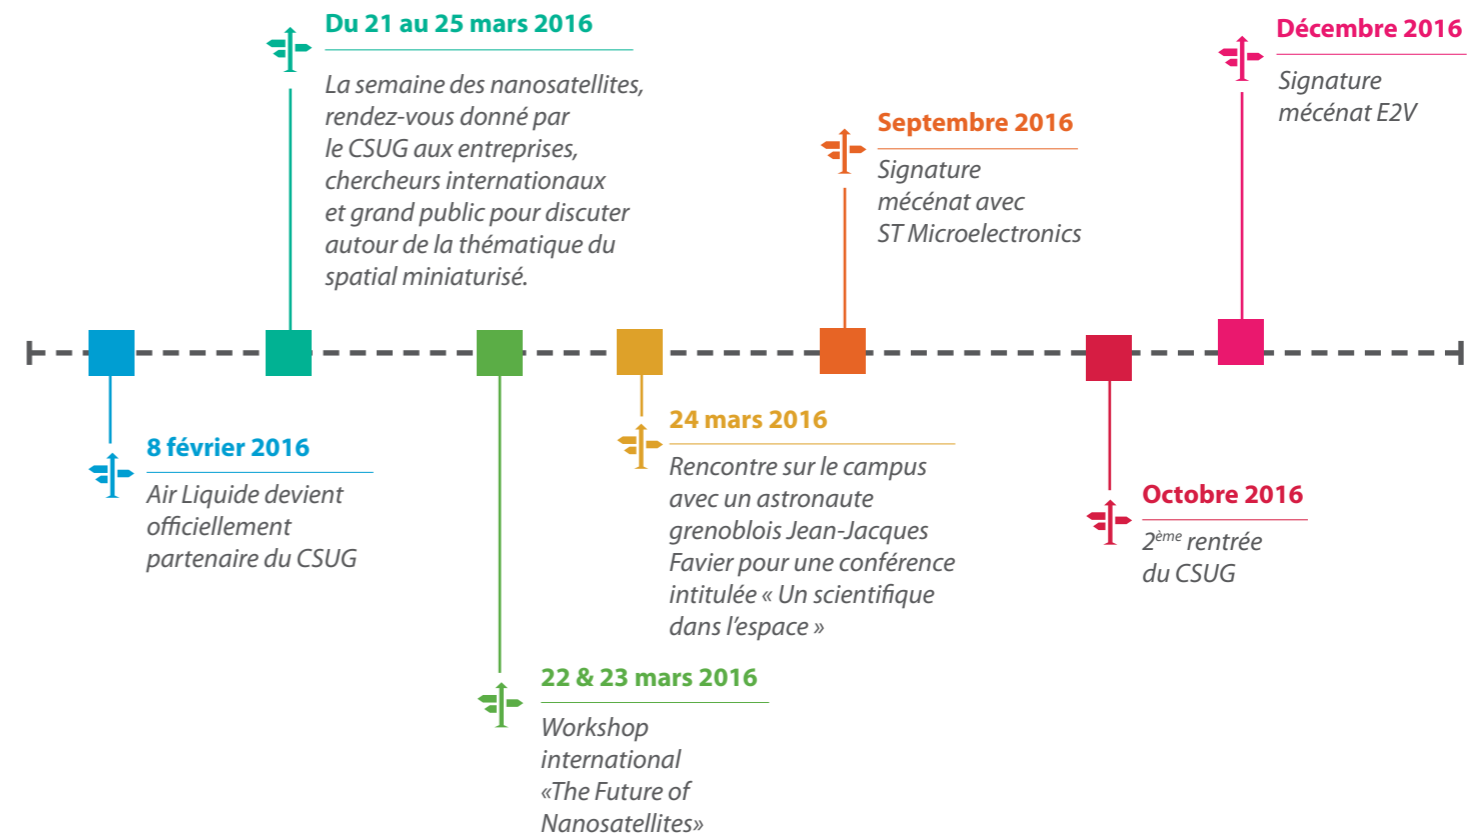 Du 21 au 25 mars 2016
La semaine des nanosatellites,
rendez-vous donné par
le CSUG aux entreprises,
chercheurs internationaux
et grand public pour discuter
autour de la thématique du
spatial miniaturisé.
Septembre 2016
Signature
mécénat avec
ST Microelectronics
Décembre 2016
Signature
mécénat E2V
8 février 2016
Air Liquide devient
officiellement
partenaire du CSUG
22 & 23 mars 2016
Workshop
international
«The Future of
Nanosatellites»
24 mars 2016
Rencontre sur le campus
avec un astronaute
grenoblois Jean-Jacques
Favier pour une conférence
intitulée « Un scientifique
dans l'espace »
Octobre 2016
2ème rentrée
du CSUG